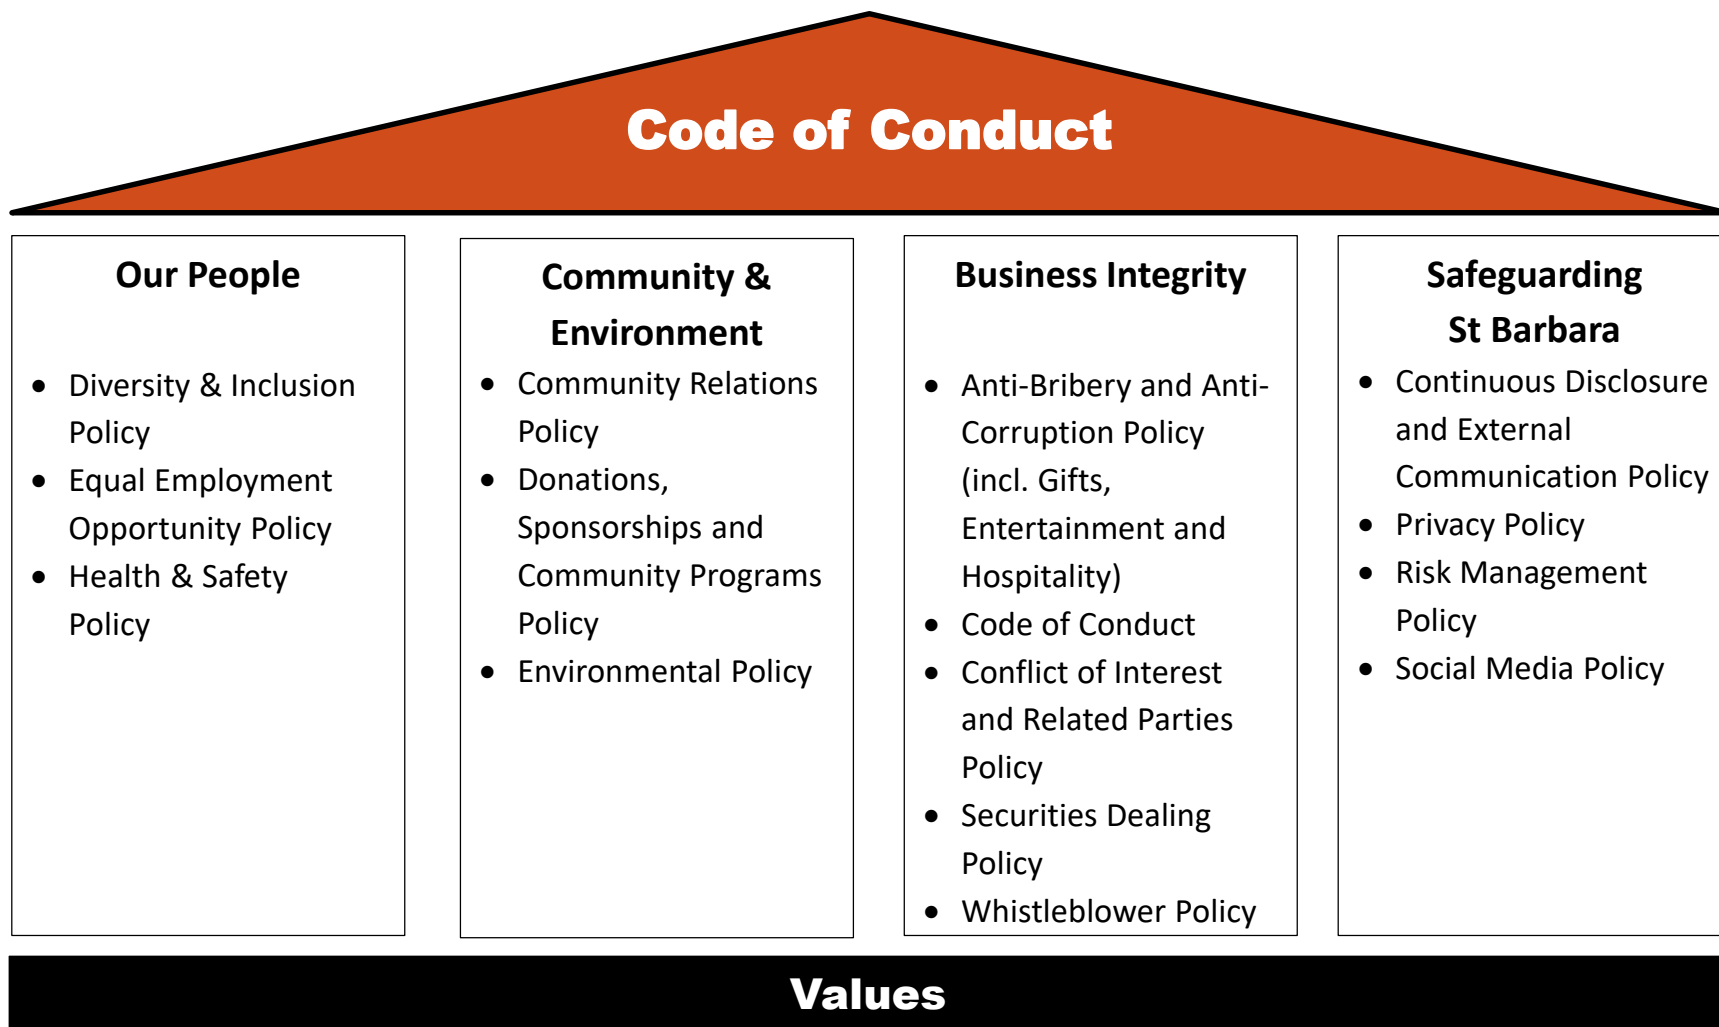 Code of Conduct
Our People
• Diversity & Inclusion
Policy
• Equal Employment
Opportunity Policy
• Health & Safety
Policy
Community &
Environment
• Community Relations
Policy
• Donations,
Sponsorships and
Community Programs
Policy
• Environmental Policy
Business Integrity
• Anti-Bribery and Anti-
Corruption Policy
(incl. Gifts,
Entertainment and
Hospitality)
• Code of Conduct
• Conflict of Interest
and Related Parties
Policy
• Securities Dealing
Policy
• Whistleblower Policy
Safeguarding
St Barbara
• Continuous Disclosure
and External
Communication Policy
• Privacy Policy
• Risk Management
Policy
• Social Media Policy
Values